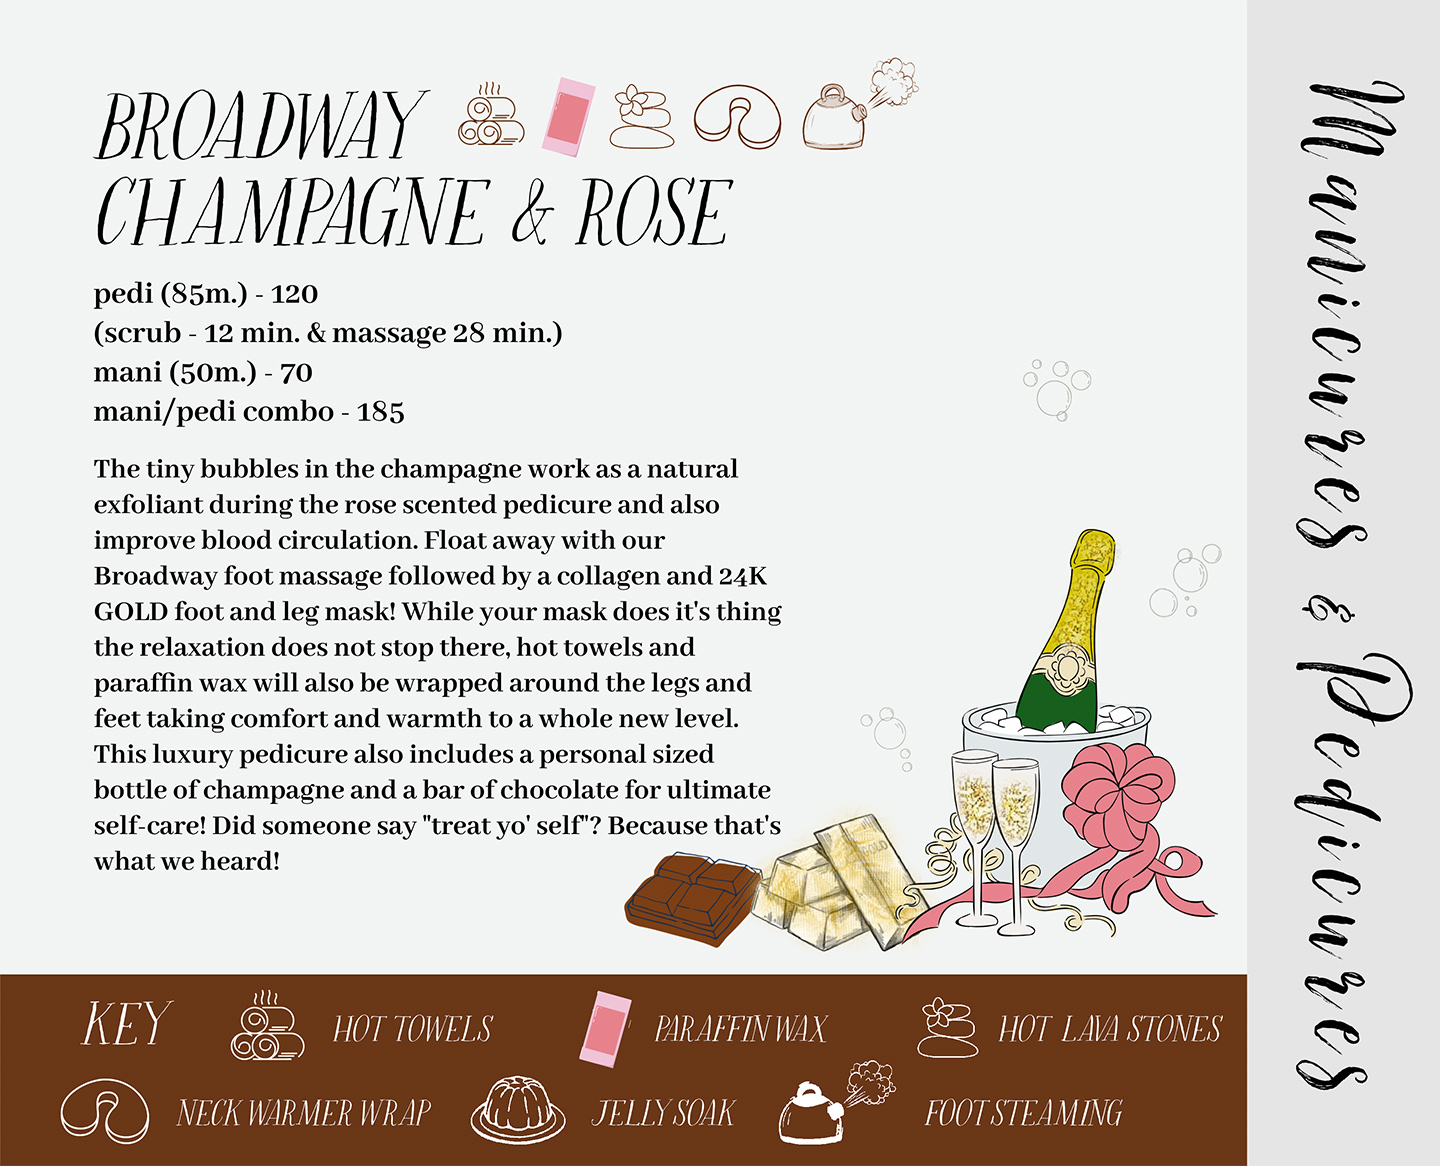 BROADWAY
CHAMPAGNE & ROSE
pedi (85m.) - 120
(scrub - 12 min. & massage 28 min.)
mani (50m.) - 70
mani/pedi combo - 185
The tiny bubbles in the champagne work as a natural
exfoliant during the rose scented pedicure and also
improve blood circulation. Float away with our
Broadway foot massage followed by a collagen and 24K
GOLD foot and leg mask! While your mask does it's thing
the relaxation does not stop there, hot towels and
paraffin wax will also be wrapped around the legs and
feet taking comfort and warmth to a whole new level.
This luxury pedicure also includes a personal sized
bottle of champagne and a bar of chocolate for ultimate
self-care! Did someone say "treat yo' self"? Because that's
what we heard!
GOLD
KEY
HOT TOWELS
PARAFFIN WAX
HOT LAVA STONES
NECK WARMER WRAP
JELLY SOAK
FOOT STEAMING
Manicures & Pedicures